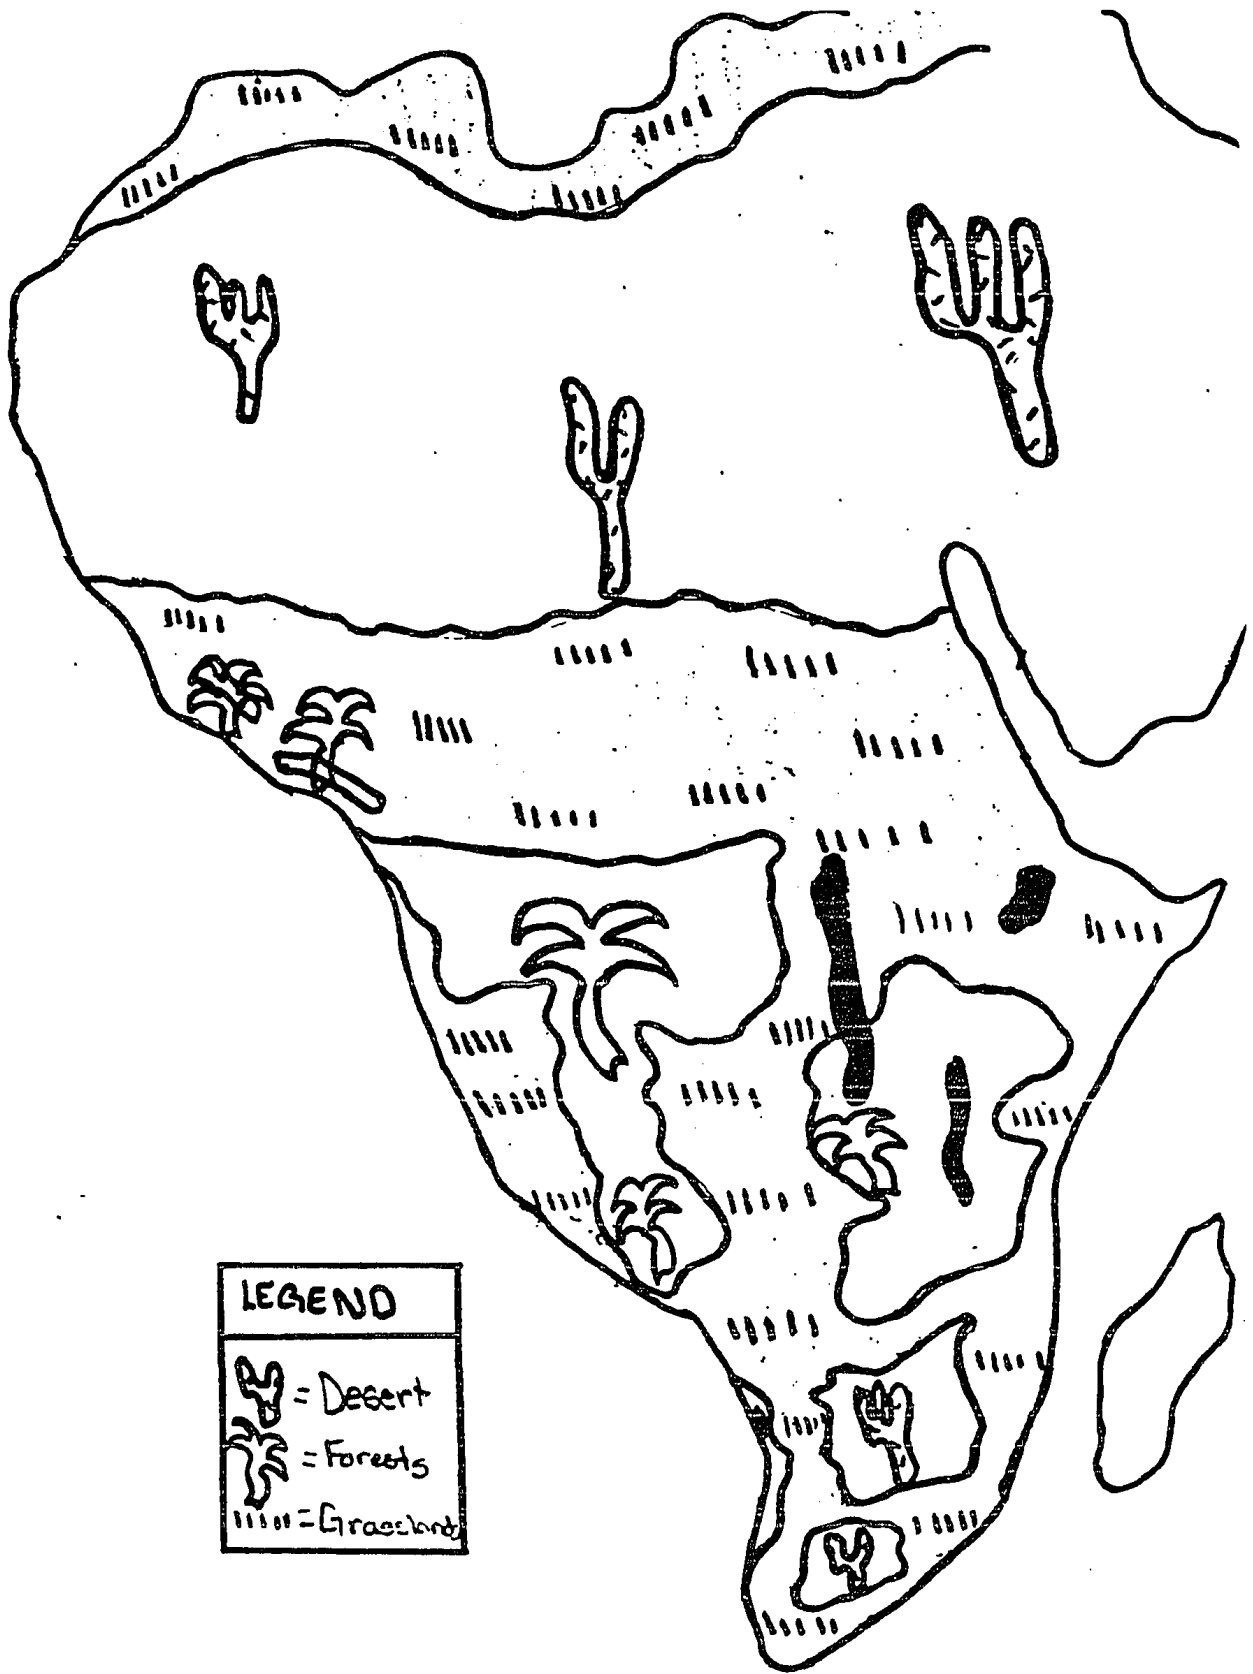 LEGEND
= Desert
= Forests
= Grasslands